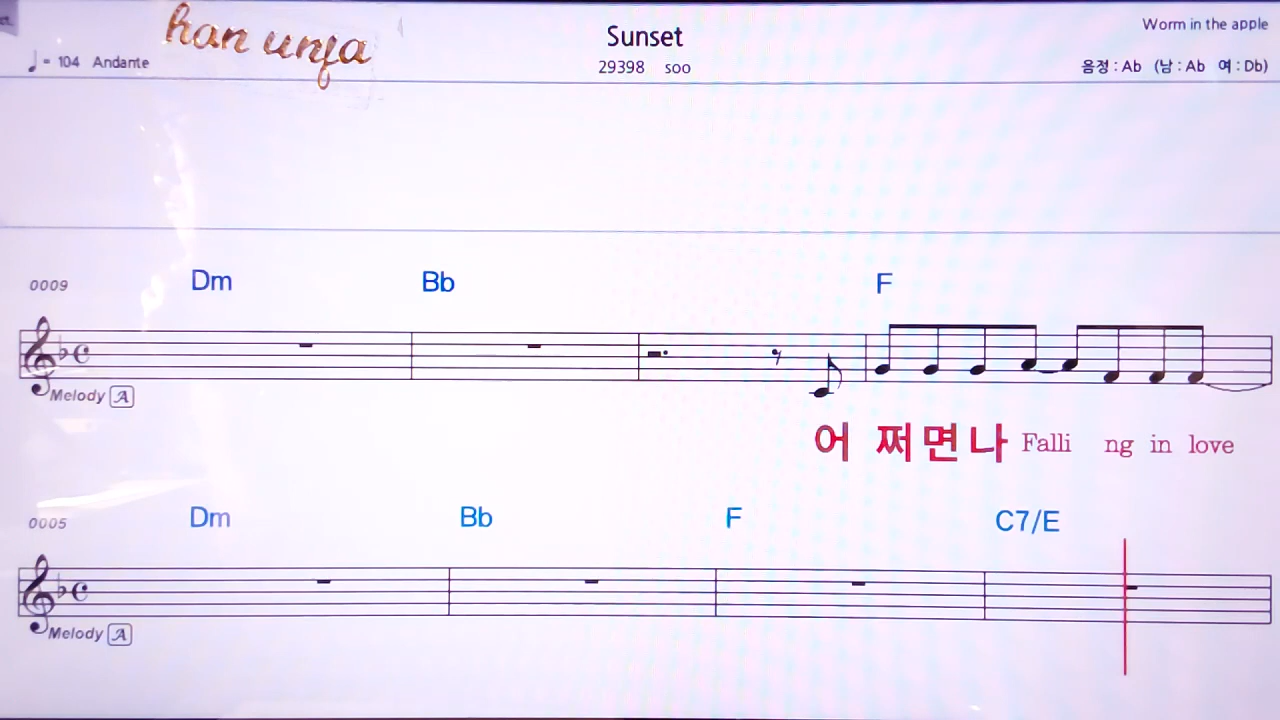 han unfa
Sunset
Worm in the apple
♩= 104 Andante
29398 soo
음정 : Ab (남 : Ab 여 : Db)
0009 Dm Bb F
Melody A
어 쩌면나 Falli ng in love
0005 Dm Bb F C7/E
Melody A